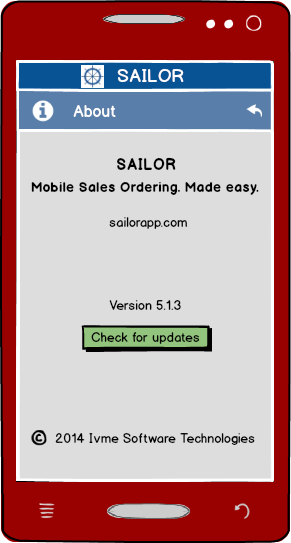 SAILOR
About
SAILOR
Mobile Sales Ordering. Made easy.
sailorapp.com
Version 5.1.3
Check for updates
© 2014 Ivme Software Technologies